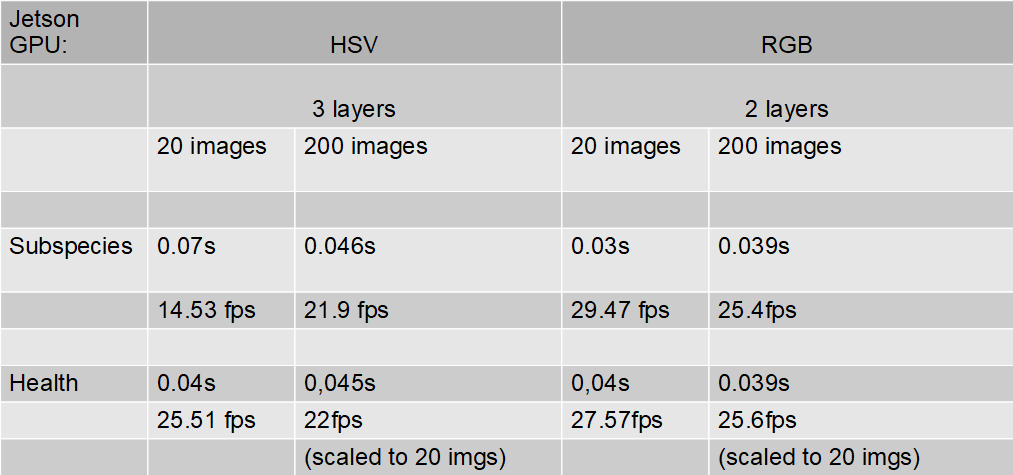 Jetson
GPU: HSV RGB
3 layers 2 layers
20 images 200 images 20 images 200 images
Subspecies 0.07s 0.046s 0.03s 0.039s
14.53 fps 21.9 fps 29.47 fps 25.4fps
Health 0.04s 0,045s 0,04s 0.039s
25.51 fps 22fps 27.57fps 25.6fps
(scaled to 20 imgs) (scaled to 20 imgs)